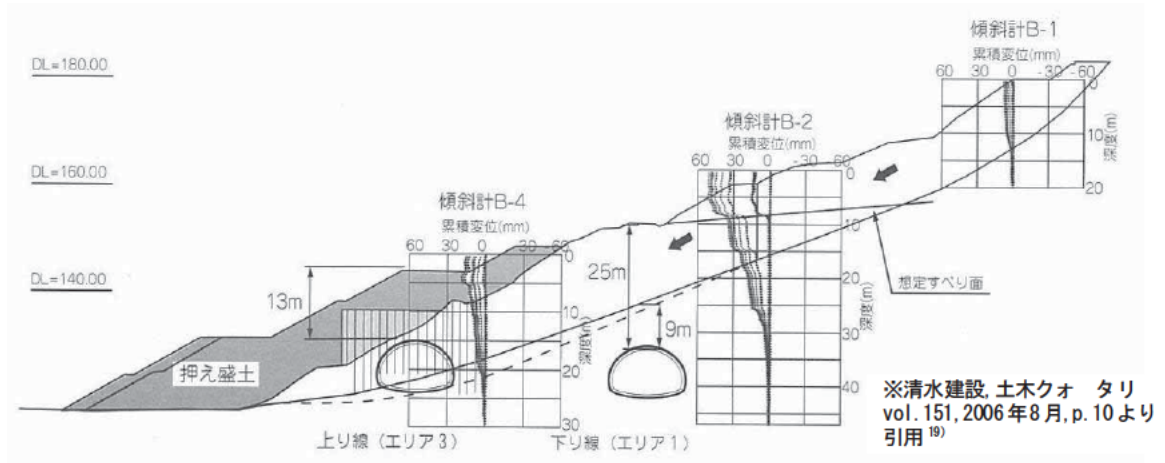 傾斜計B-1
累積変位(mm)
60 30 0 -30 -60
0
10
20
深度(m)
DL=180.00
傾斜計B-2
累積変位(mm)
60 30 0 -30 -60
0
10
20
30
40
深度(m)
DL=160.00
傾斜計B-4
累積変位(mm)
60 30 0 -30 -60
0
10
20
30
深度(m)
DL=140.00
13m
25m
9m
想定すべり面
押え盛土
上り線(エリア3)
下り線(エリア1)
※清水建設,土木クォ タリ
vol.151,2006年8月,p.10より
引用19)